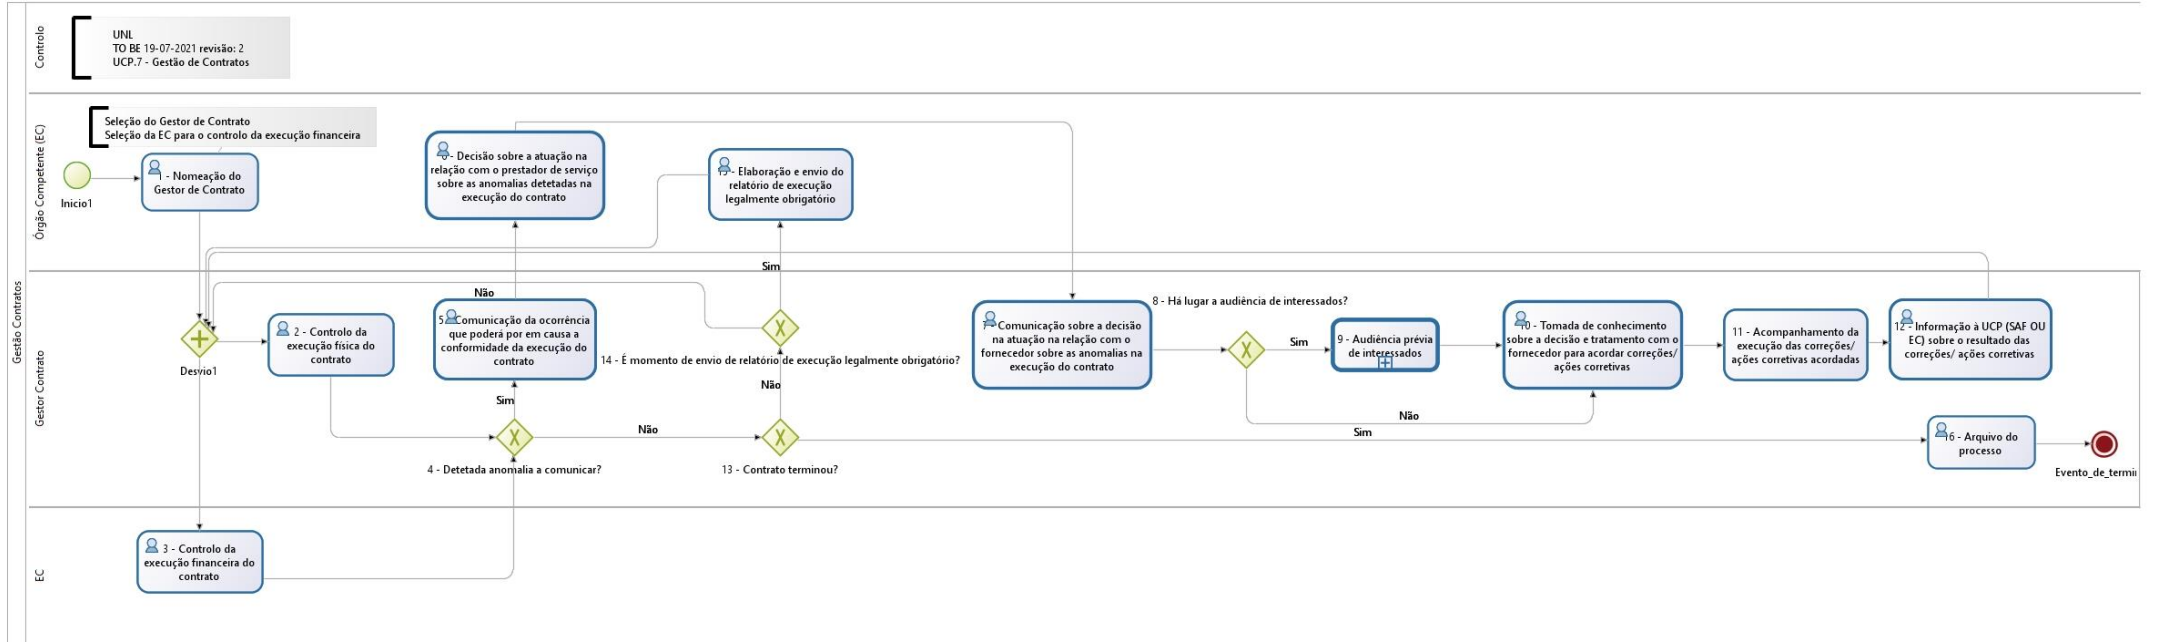 Gestão Contratos
Controlo
UNL
TO BE 19-07-2021 revisão: 2
UCP.7 - Gestão de Contratos
Órgão Competente (EC)
Seleção do Gestor de Contrato
Seleção da EC para o controlo da execução financeira
Inicio1
1 - Nomeação do
Gestor de Contrato
- Decisão sobre a atuação na
relação com o prestador de serviço
sobre as anomalias detetadas na
execução do contrato
- Elaboração e envio do
relatório de execução
legalmente obrigatório
Sim
Gestor Contrato
Desvio1
2 - Controlo da
execução física do
contrato
Não
5 Comunicação da ocorrência
que poderá por em causa a
conformidade da execução do
contrato
Sim
4 - Detetada anomalia a comunicar?
Não
14 - É momento de envio de relatório de execução legalmente obrigatório?
Não
13 - Contrato terminou?
Comunicação sobre a decisão
na atuação na relação com o
fornecedor sobre as anomalias na
execução do contrato
8 - Há lugar a audiência de interessados?
Sim
9 - Audiência prévia
de interessados
Não
Sim
10 - Tomada de conhecimento
sobre a decisão e tratamento com o
fornecedor para acordar correções/
ações corretivas
11 - Acompanhamento da
execução das correções/
ações corretivas acordadas
12 - Informação à UCP (SAF OU
EC) sobre o resultado das
correções/ ações corretivas
16 - Arquivo do
processo
Evento_de_termi
EC
3 - Controlo da
execução financeira do
contrato